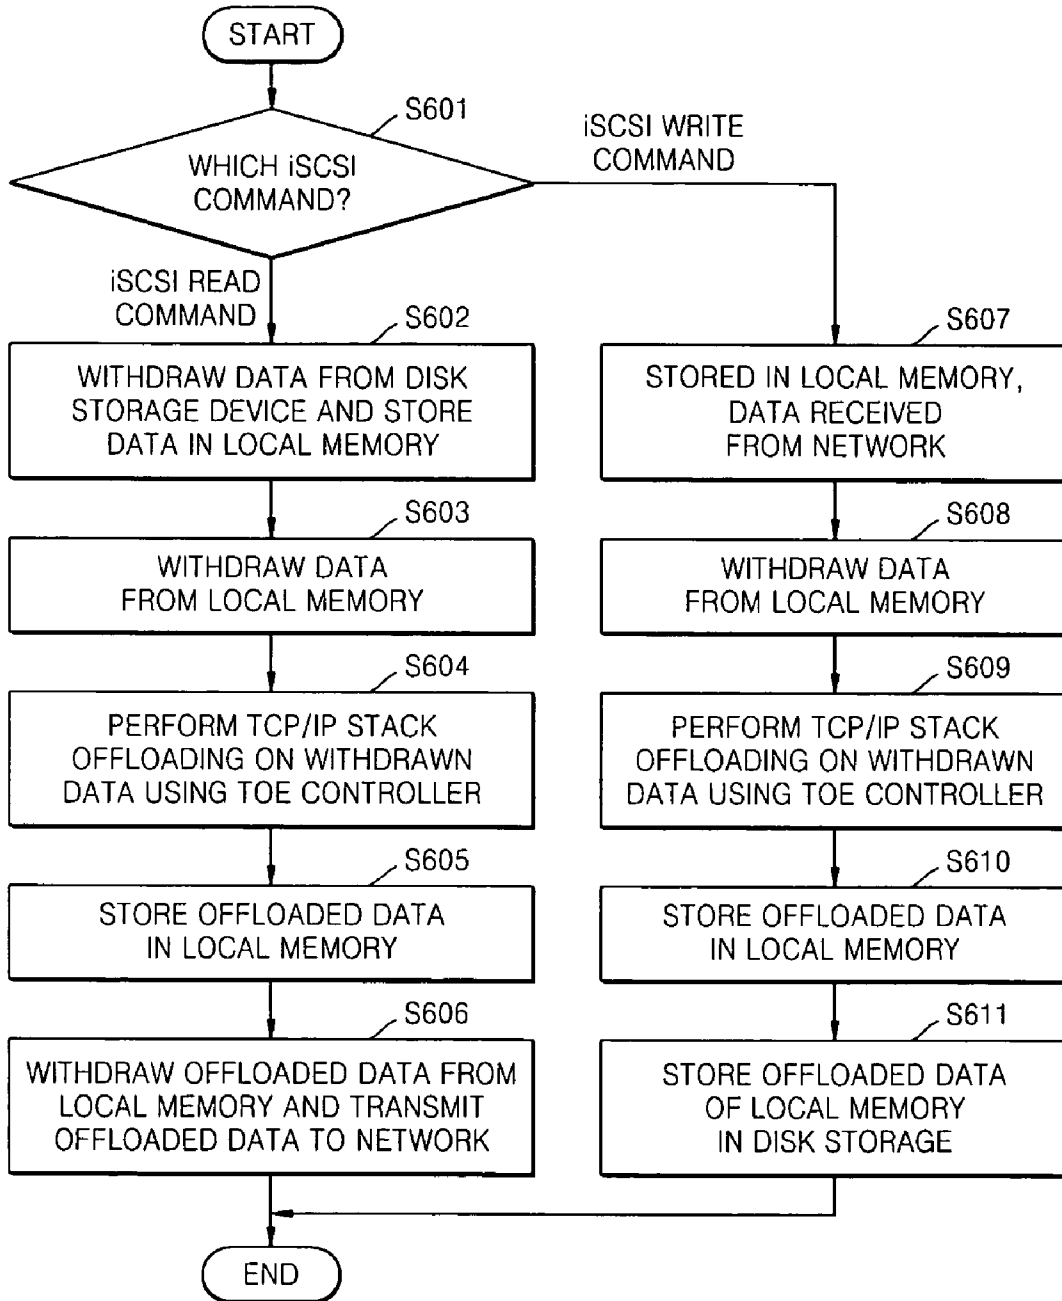 START
S601
WHICH iSCSI
COMMAND?
iSCSI WRITE
COMMAND
iSCSI READ
COMMAND
S602
WITHDRAW DATA FROM DISK
STORAGE DEVICE AND STORE
DATA IN LOCAL MEMORY
S603
WITHDRAW DATA
FROM LOCAL MEMORY
S604
PERFORM TCP/IP STACK
OFFLOADING ON WITHDRAWN
DATA USING TOE CONTROLLER
S605
STORE OFFLOADED DATA
IN LOCAL MEMORY
S606
WITHDRAW OFFLOADED DATA FROM
LOCAL MEMORY AND TRANSMIT
OFFLOADED DATA TO NETWORK
S607
STORED IN LOCAL MEMORY,
DATA RECEIVED
FROM NETWORK
S608
WITHDRAW DATA
FROM LOCAL MEMORY
S609
PERFORM TCP/IP STACK
OFFLOADING ON WITHDRAWN
DATA USING TOE CONTROLLER
S610
STORE OFFLOADED DATA
IN LOCAL MEMORY
S611
STORE OFFLOADED DATA
OF LOCAL MEMORY
IN DISK STORAGE
END